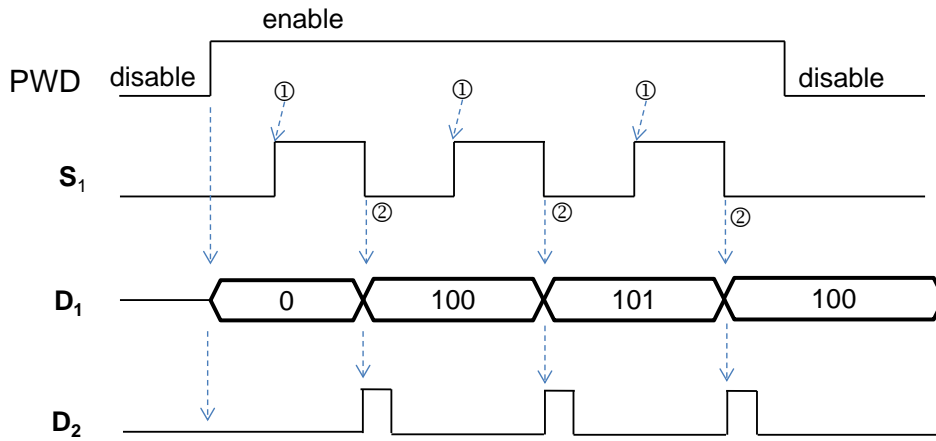 enable
PWD disable disable
① ① ①
S₁
② ② ②
D₁ 0 100 101 100
D₂